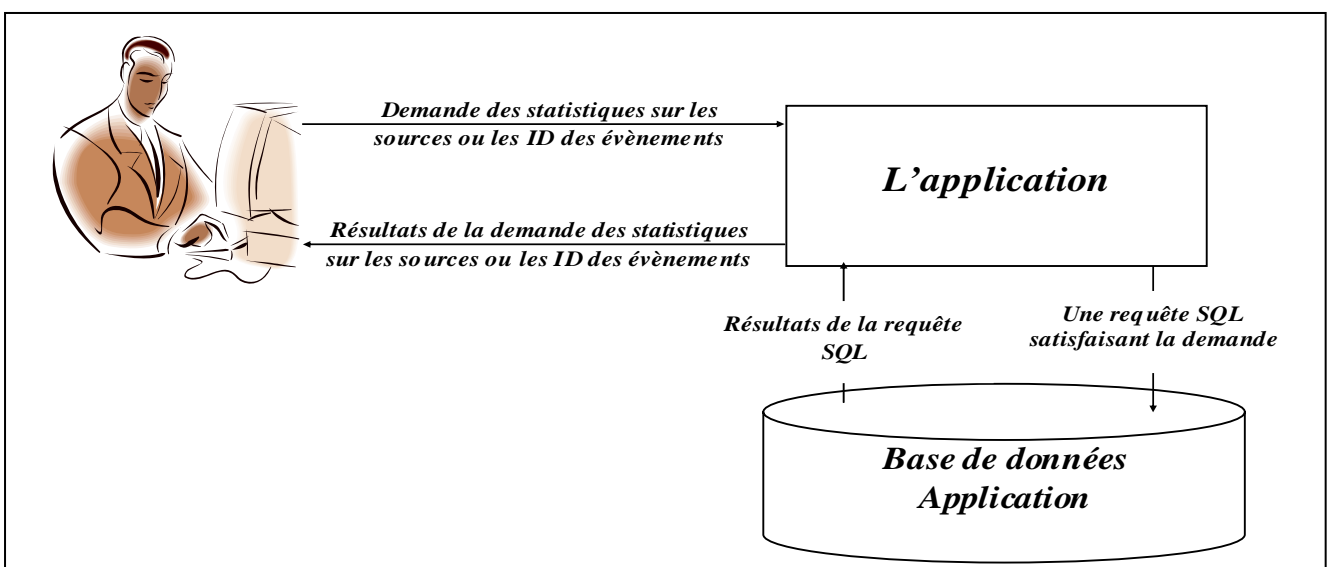 Demande des statistiques sur les
sources ou les ID des évènements
L'application
Résultats de la demande des statistiques
sur les sources ou les ID des évènements
Résultats de la requête
SQL
Une requête SQL
satisfaisant la demande
Base de données
Application